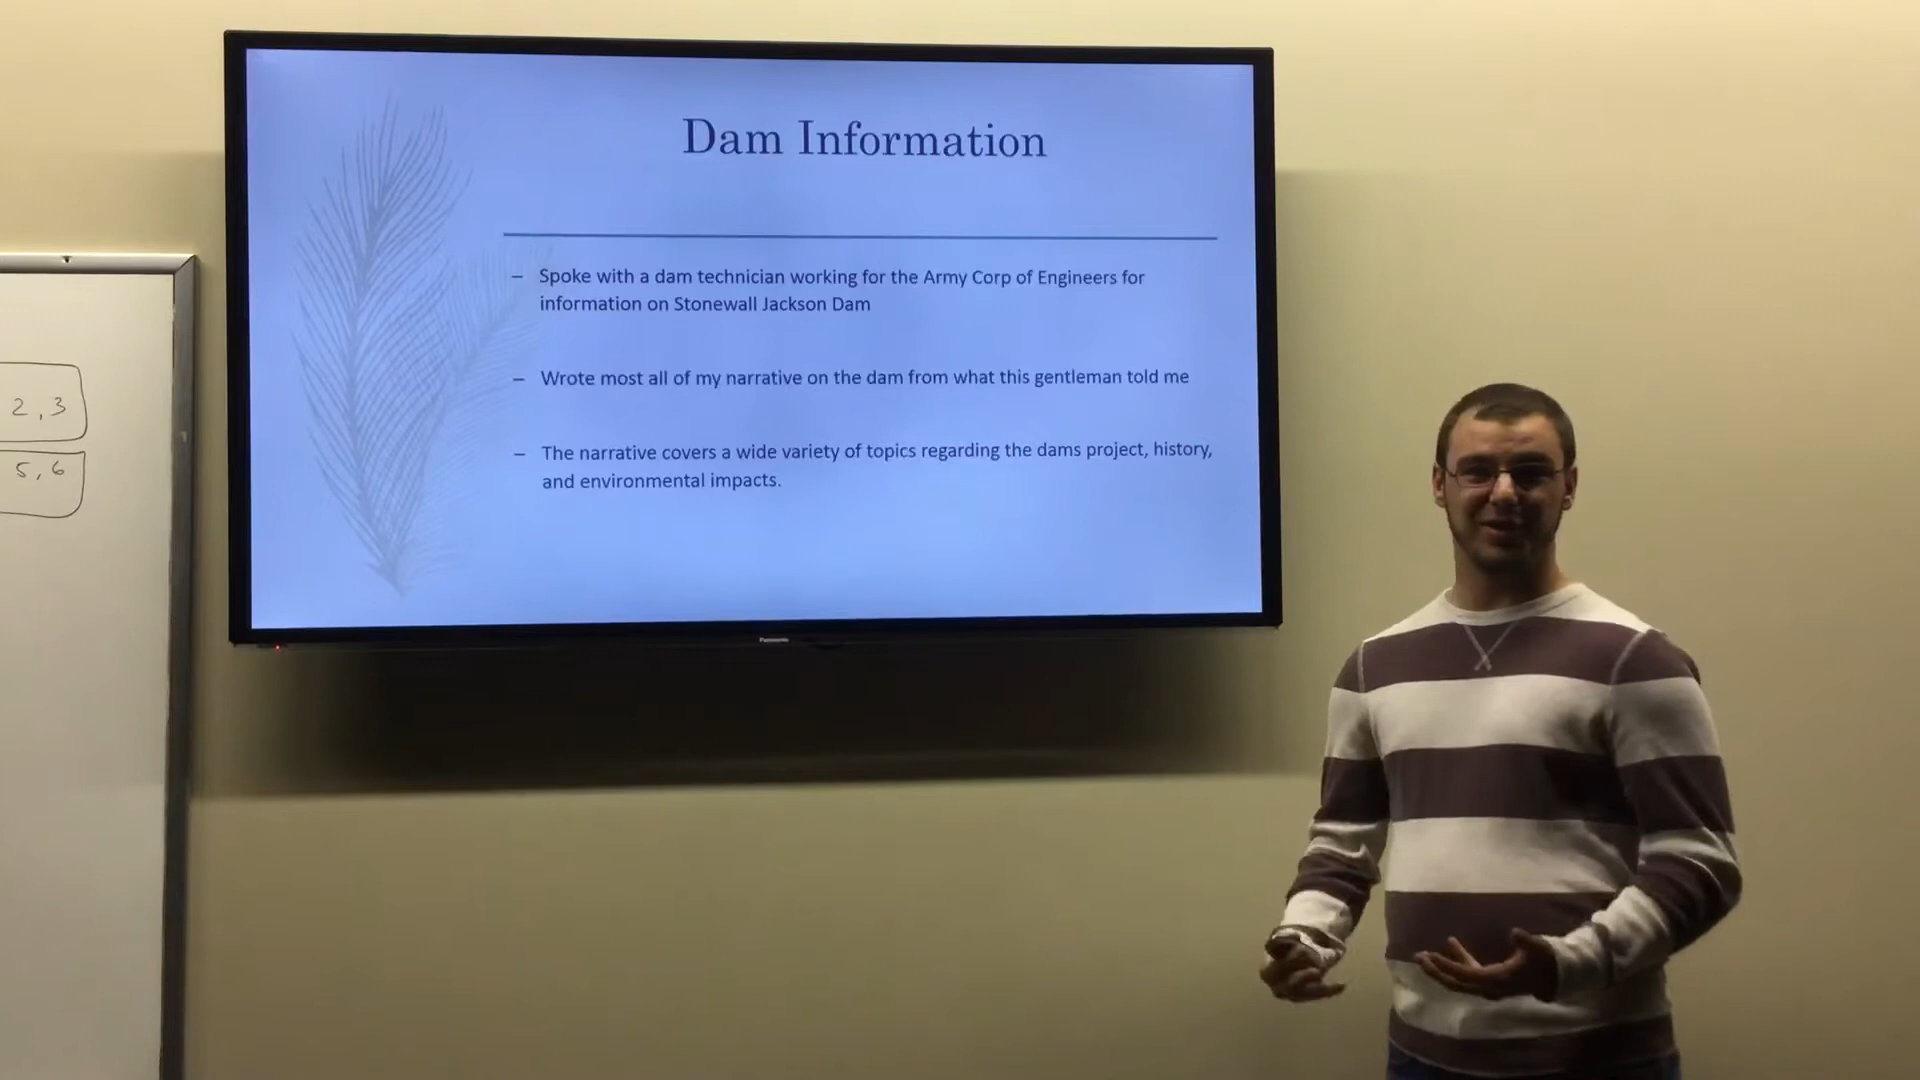 Dam Information
– Spoke with a dam technician working for the Army Corp of Engineers for
information on Stonewall Jackson Dam
– Wrote most all of my narrative on the dam from what this gentleman told me
– The narrative covers a wide variety of topics regarding the dams project, history,
and environmental impacts.
2, 3
5, 6
Panasonic